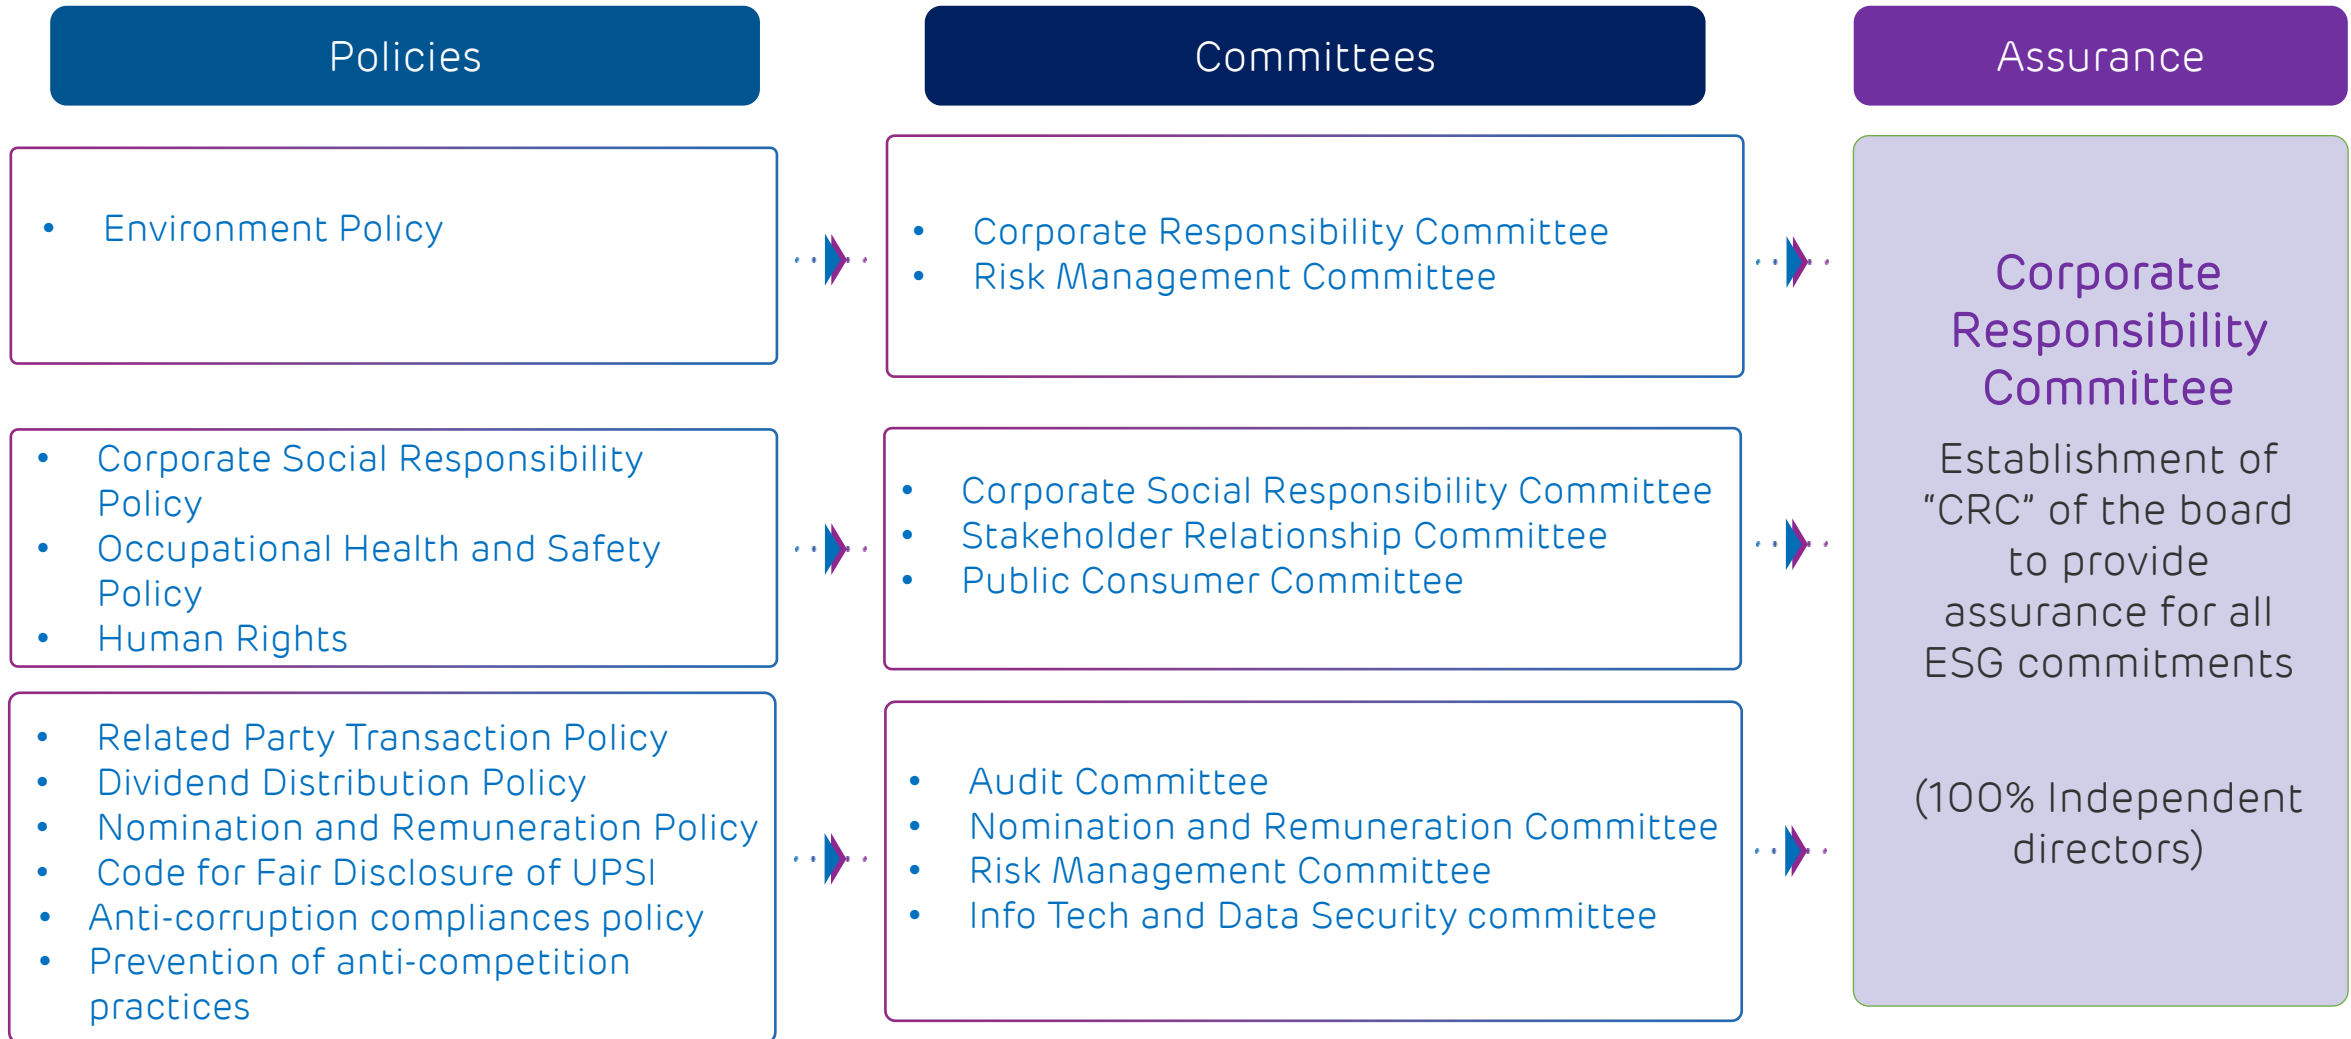 Policies
Committees
Assurance
• Environment Policy
• Corporate Responsibility Committee
• Risk Management Committee
• Corporate Social Responsibility
Policy
• Occupational Health and Safety
Policy
• Human Rights
• Corporate Social Responsibility Committee
• Stakeholder Relationship Committee
• Public Consumer Committee
• Related Party Transaction Policy
• Dividend Distribution Policy
• Nomination and Remuneration Policy
• Code for Fair Disclosure of UPSI
• Anti-corruption compliances policy
• Prevention of anti-competition
practices
• Audit Committee
• Nomination and Remuneration Committee
• Risk Management Committee
• Info Tech and Data Security committee
Corporate
Responsibility
Committee
Establishment of
“CRC” of the board
to provide
assurance for all
ESG commitments
(100% Independent
directors)